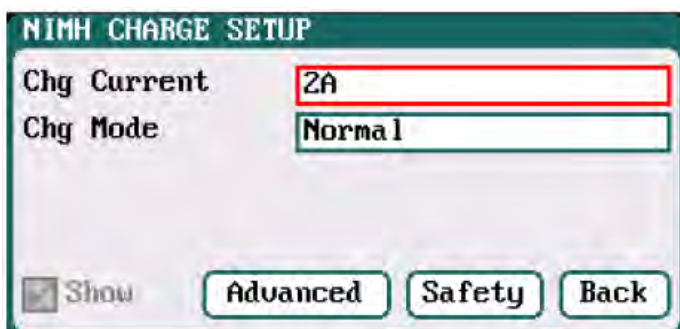 NIMH CHARGE SETUP
Chg Current 2A
Chg Mode Normal
Show Advanced Safety Back